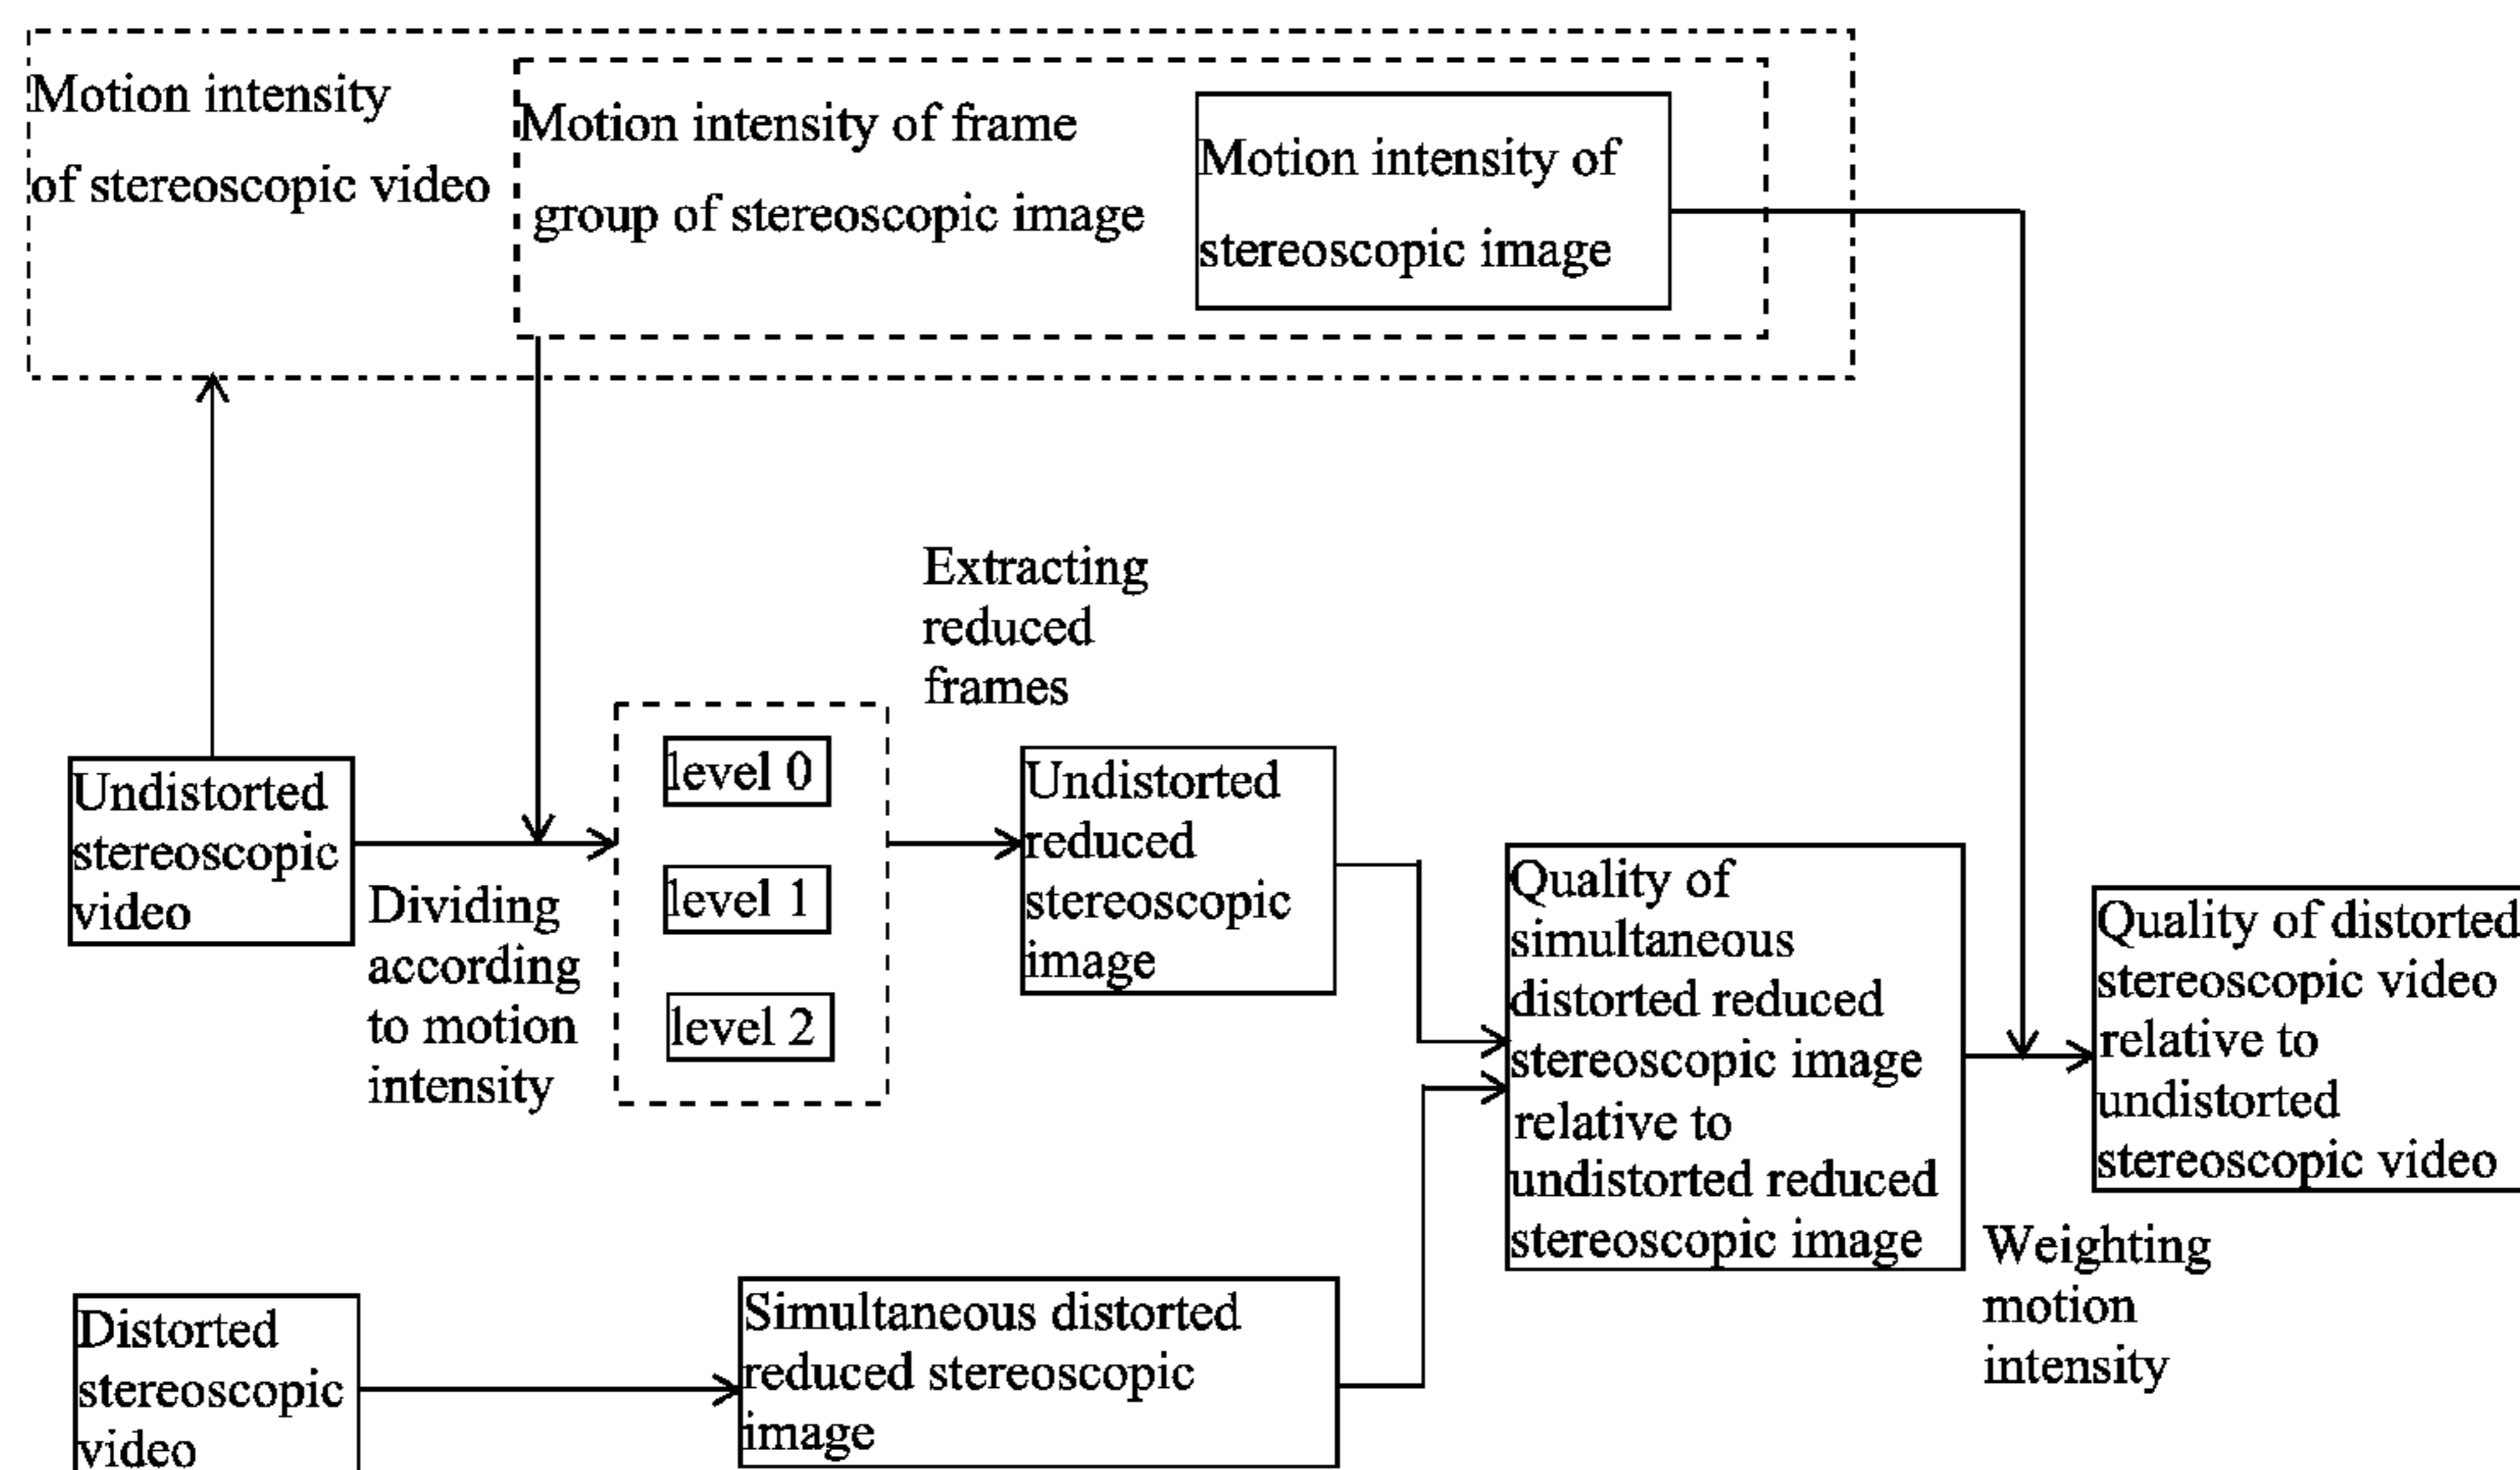 Motion intensity
of stereoscopic video
Motion intensity of frame
group of stereoscopic image
Motion intensity of
stereoscopic image
Extracting
reduced
frames
Undistorted
stereoscopic
video
Dividing
according
to motion
intensity
level 0
level 1
level 2
Undistorted
reduced
stereoscopic
image
Quality of
simultaneous
distorted reduced
stereoscopic image
relative to
undistorted reduced
stereoscopic image
Quality of distorted
stereoscopic video
relative to
undistorted
stereoscopic video
Weighting
motion
intensity
Distorted
stereoscopic
video
Simultaneous distorted
reduced stereoscopic
image